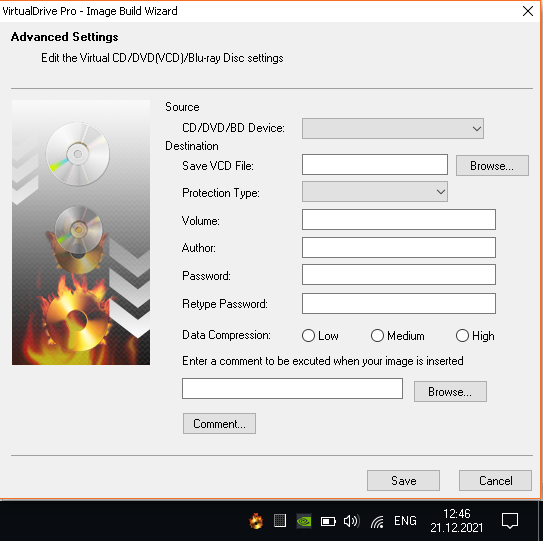 VirtualDrive Pro - Image Build Wizard
Advanced Settings
Edit the Virtual CD/DVD(VCD)/Blu-ray Disc settings
Source
CD/DVD/BD Device:
Destination
Save VCD File:
Browse...
Protection Type:
Volume:
Author:
Password:
Retype Password:
Data Compression: Low Medium High
Enter a comment to be excuted when your image is inserted
Browse...
Comment...
Save Cancel
ENG 12:46
21.12.2021